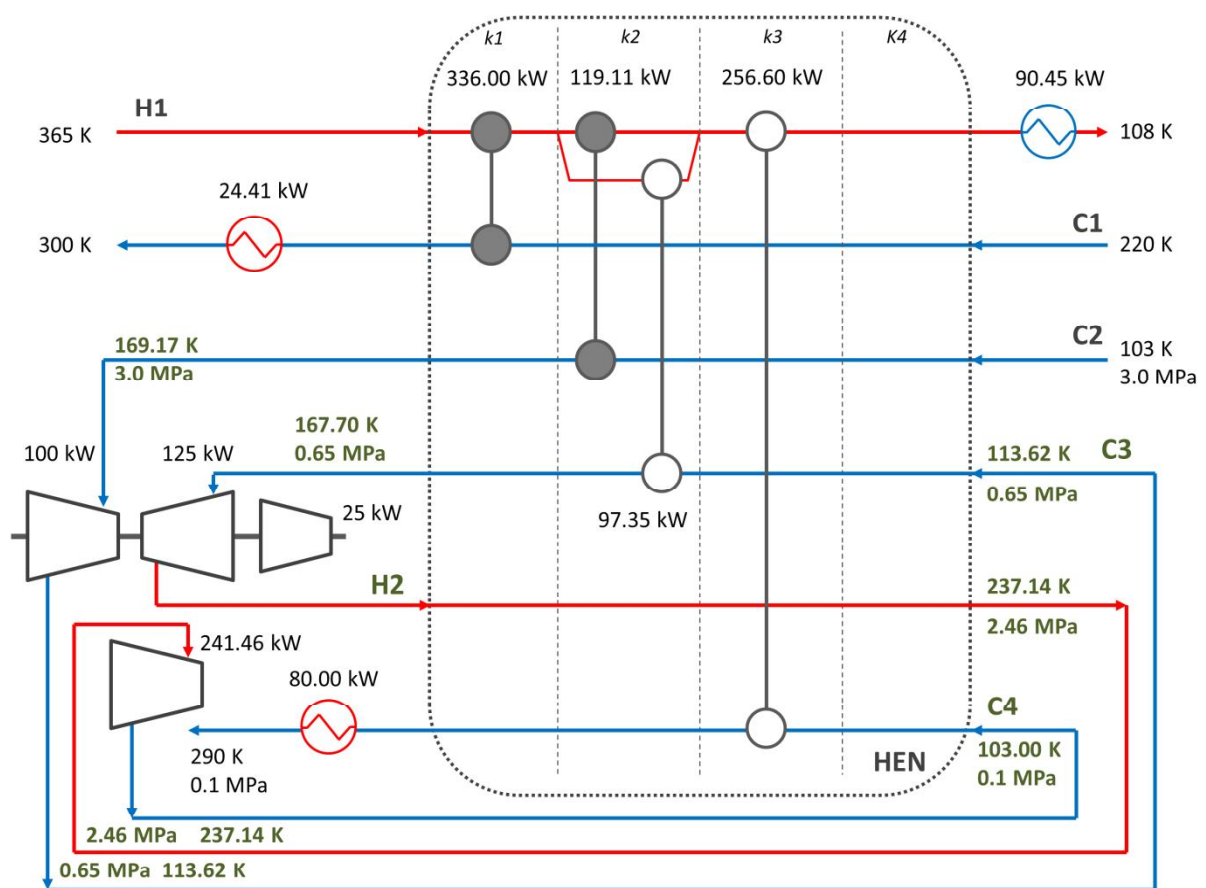 k1 k2 k3 K4
336.00 kW 119.11 kW 256.60 kW 90.45 kW
H1
365 K 108 K
24.41 kW
C1
300 K 220 K
C2
169.17 K 103 K
3.0 MPa 3.0 MPa
167.70 K C3
100 kW 125 kW 0.65 MPa 113.62 K
0.65 MPa
25 kW 97.35 kW
H2 237.14 K
2.46 MPa
241.46 kW
80.00 kW
C4
290 K 103.00 K
0.1 MPa HEN 0.1 MPa
2.46 MPa 237.14 K
0.65 MPa 113.62 K